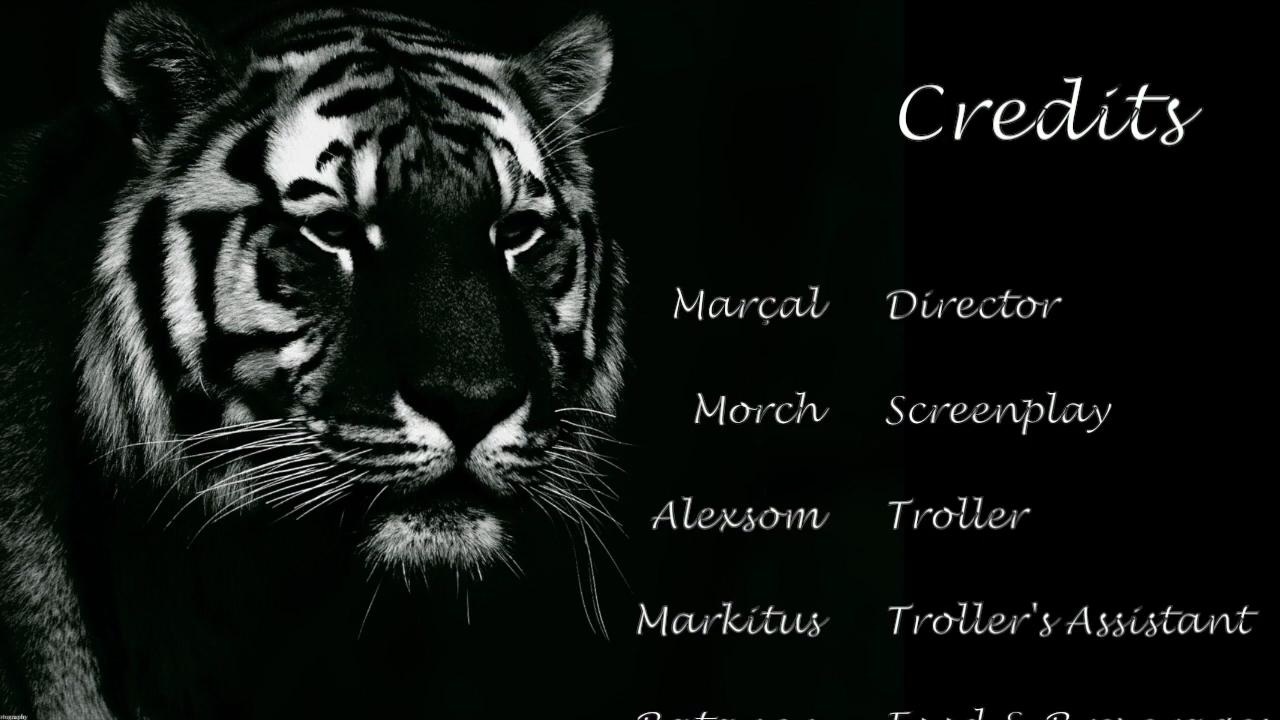 Credits
Marçal Director
Morch Screenplay
Alexsom Troller
Markitus Troller's Assistant